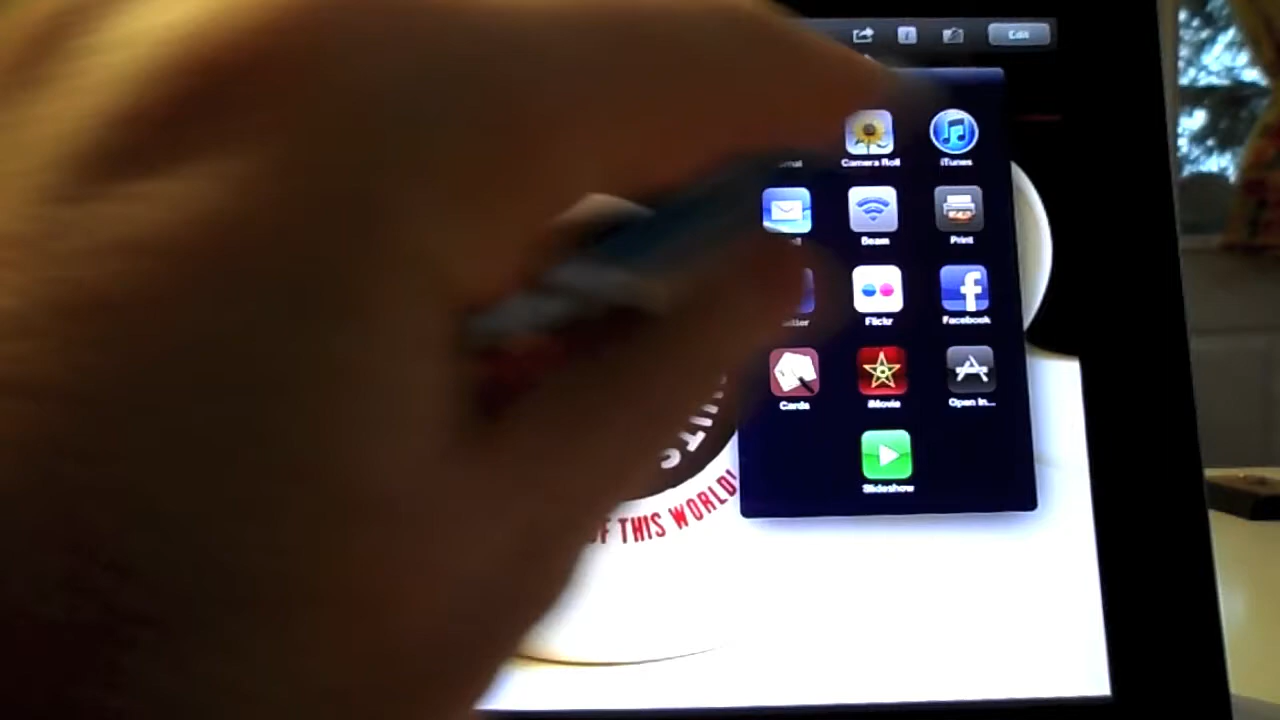 Edit
Camera Roll
iTunes
Beam
Print
Flickr
Facebook
Cards
iMovie
Open in...
Slideshow
OF THIS WORLD!